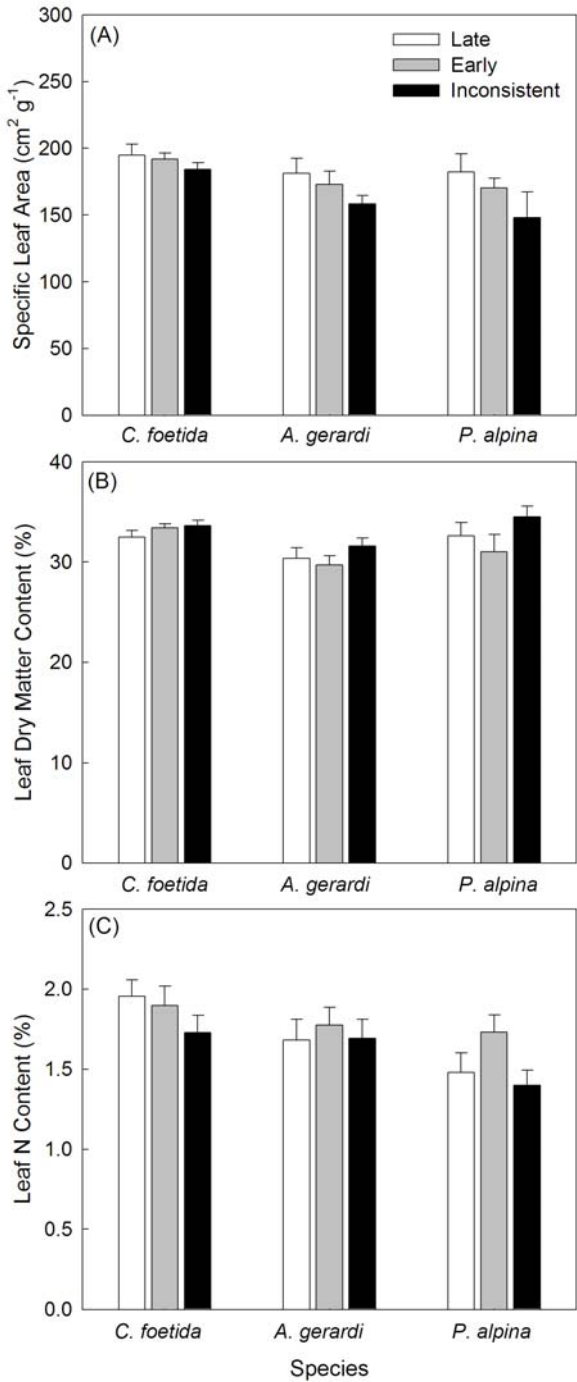 (A)
Late
Early
Inconsistent
Specific Leaf Area (cm² g⁻¹)
300
250
200
150
100
50
0
C. foetida A. gerardi P. alpina
(B)
Leaf Dry Matter Content (%)
40
30
20
10
0
C. foetida A. gerardi P. alpina
(C)
Leaf N Content (%)
2.5
2.0
1.5
1.0
0.5
0.0
C. foetida A. gerardi P. alpina
Species